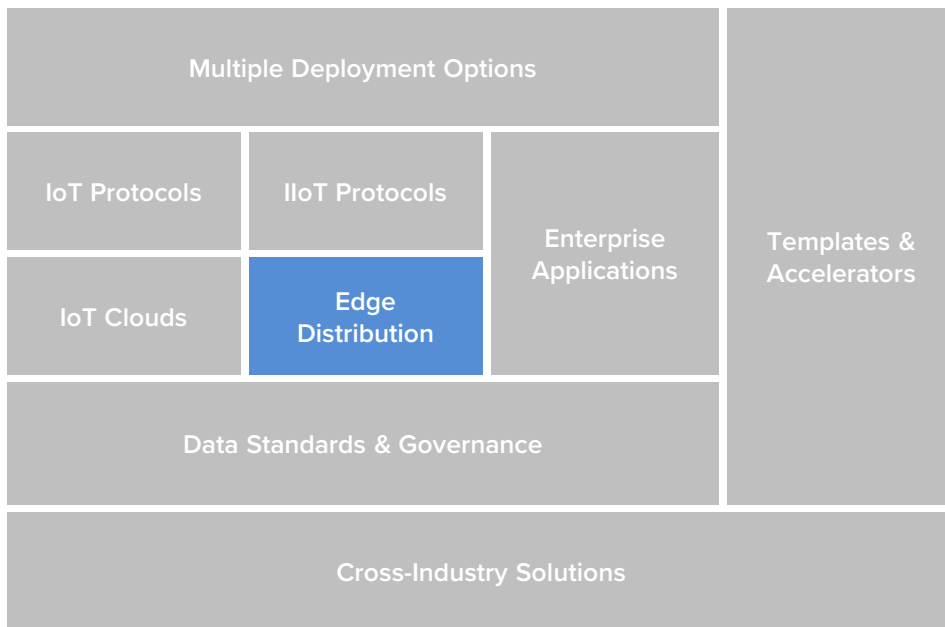 Multiple Deployment Options
IoT Protocols
IIoT Protocols
Enterprise
Applications
Templates &
Accelerators
IoT Clouds
Edge
Distribution
Data Standards & Governance
Cross-Industry Solutions